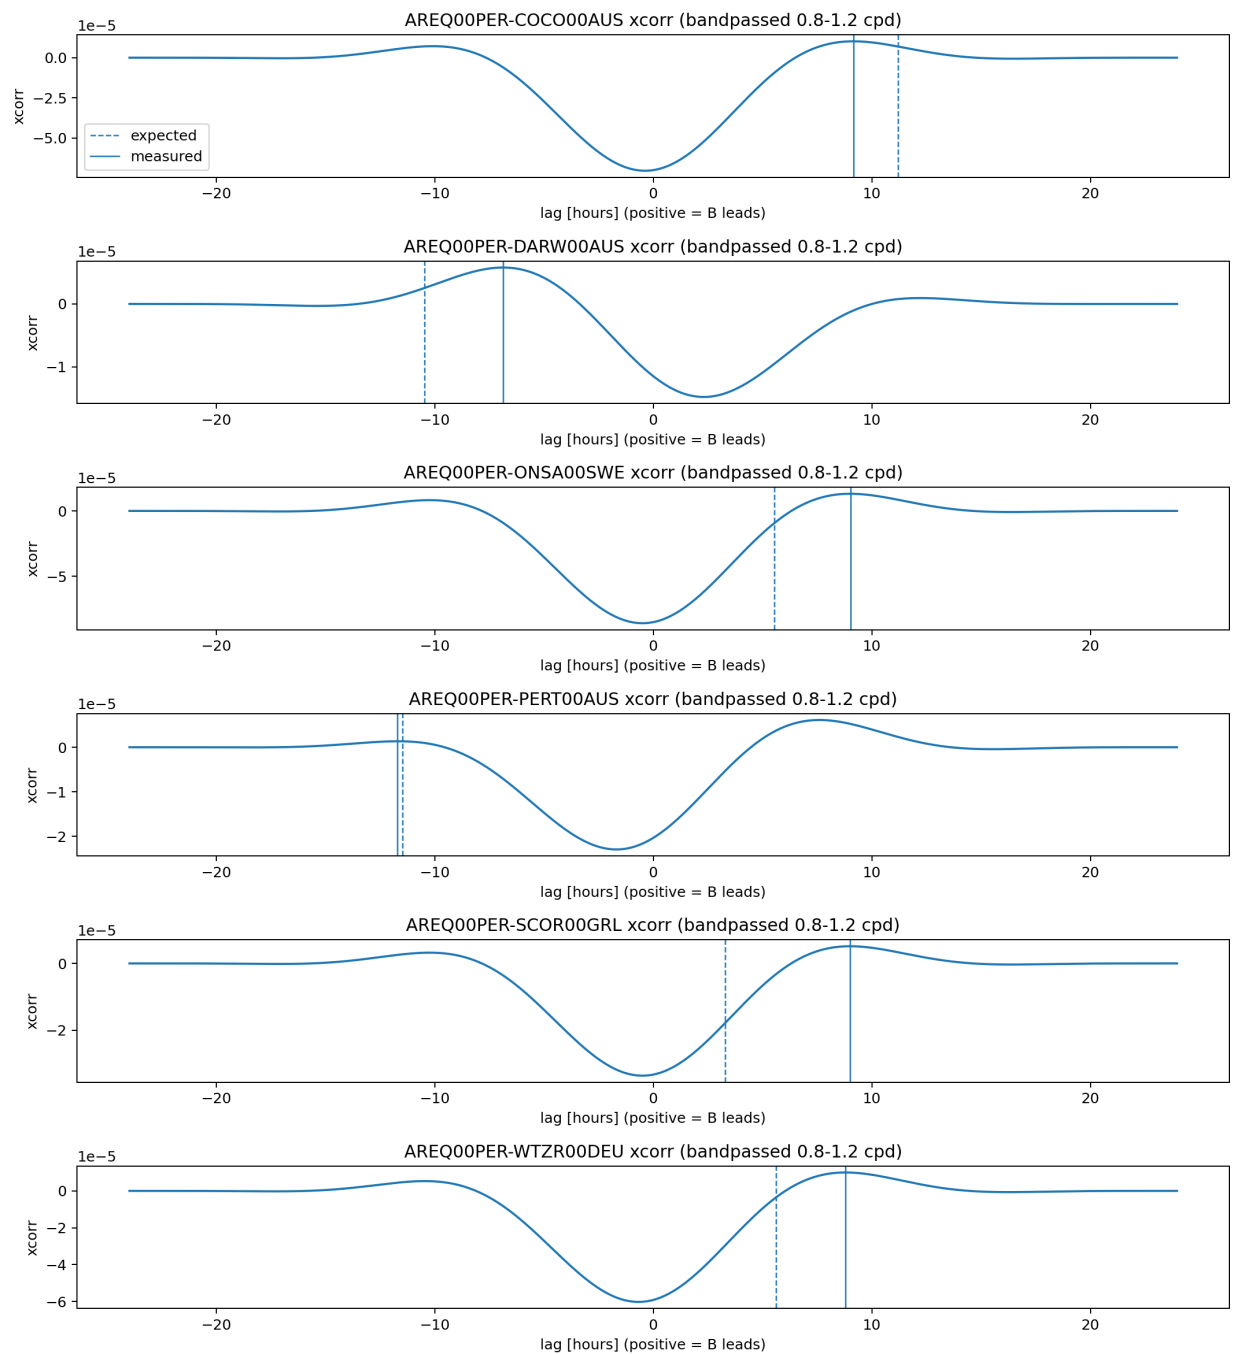 AREQ00PER-COCO00AUS xcorr (bandpassed 0.8-1.2 cpd)
1e−5
0.0
−2.5
−5.0
xcorr
expected
measured
−20 −10 0 10 20
lag [hours] (positive = B leads)
AREQ00PER-DARW00AUS xcorr (bandpassed 0.8-1.2 cpd)
1e−5
0
−1
xcorr
−20 −10 0 10 20
lag [hours] (positive = B leads)
AREQ00PER-ONSA00SWE xcorr (bandpassed 0.8-1.2 cpd)
1e−5
0
−5
xcorr
−20 −10 0 10 20
lag [hours] (positive = B leads)
AREQ00PER-PERT00AUS xcorr (bandpassed 0.8-1.2 cpd)
1e−5
0
−1
−2
xcorr
−20 −10 0 10 20
lag [hours] (positive = B leads)
AREQ00PER-SCOR00GRL xcorr (bandpassed 0.8-1.2 cpd)
1e−5
0
−2
xcorr
−20 −10 0 10 20
lag [hours] (positive = B leads)
AREQ00PER-WTZR00DEU xcorr (bandpassed 0.8-1.2 cpd)
1e−5
0
−2
−4
−6
xcorr
−20 −10 0 10 20
lag [hours] (positive = B leads)